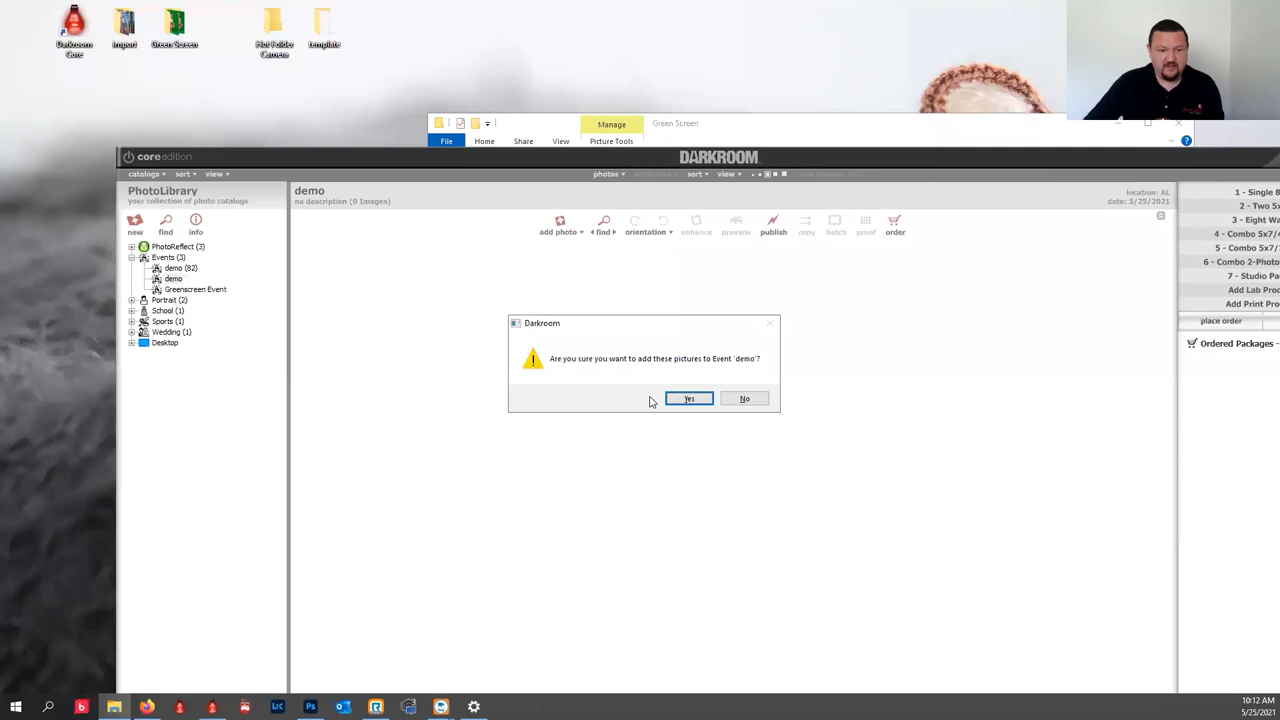 Darkroom
Core
import
Green Screen
Hot Folder
Camera
template
Manage
Green Screen
File
Home
Share
View
Picture Tools
core edition
DARKROOM
catalogs
sort
view
photos
sort
view
PhotoLibrary
your collection of photo catalogs
demo
no description (0 Images)
location: AL
date: 5/25/2021
new
find
info
add photo
find
orientation
enhance
preview
publish
copy
batch
proof
order
PhotoReflect (3)
Events (3)
demo (82)
demo
Greenscreen Event
Portrait (2)
School (1)
Sports (1)
Wedding (1)
Desktop
1 - Single 8
2 - Two 5x
3 - Eight Wa
4 - Combo 5x7/4
5 - Combo 5x7/
6 - Combo 2-Photo
7 - Studio Pa
Add Lab Proc
Add Print Pro
place order
Ordered Packages -
Darkroom
Are you sure you want to add these pictures to Event 'demo'?
Yes
No
b
LrC
Ps
10:12 AM
5/25/2021